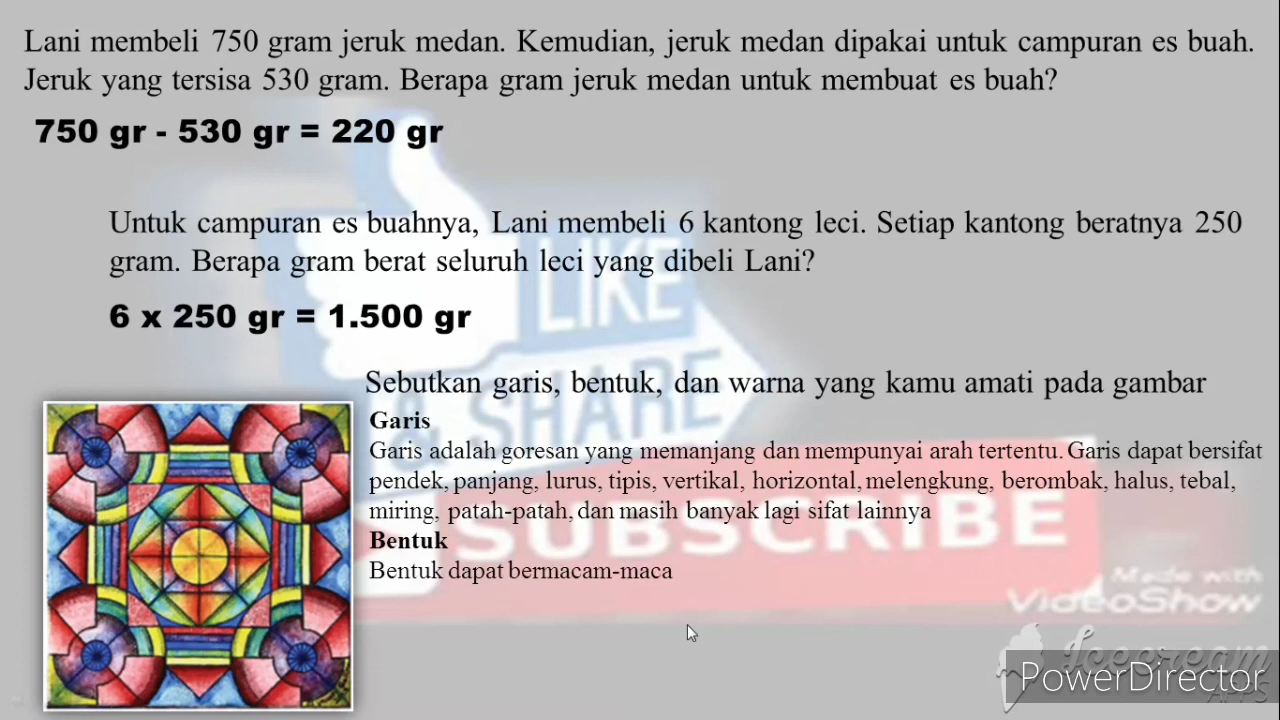 Lani membeli 750 gram jeruk medan. Kemudian, jeruk medan dipakai untuk campuran es buah.
Jeruk yang tersisa 530 gram. Berapa gram jeruk medan untuk membuat es buah?
750 gr - 530 gr = 220 gr
Untuk campuran es buahnya, Lani membeli 6 kantong leci. Setiap kantong beratnya 250
gram. Berapa gram berat seluruh leci yang dibeli Lani?
6 x 250 gr = 1.500 gr
LIKE
& SHARE
Sebutkan garis, bentuk, dan warna yang kamu amati pada gambar
Garis
Garis adalah goresan yang memanjang dan mempunyai arah tertentu. Garis dapat bersifat
pendek, panjang, lurus, tipis, vertikal, horizontal, melengkung, berombak, halus, tebal,
miring, patah-patah, dan masih banyak lagi sifat lainnya
SUBSCRIBE
Bentuk
Bentuk dapat bermacam-maca
Made with
VideoShow
Icecream
APPS
PowerDirector